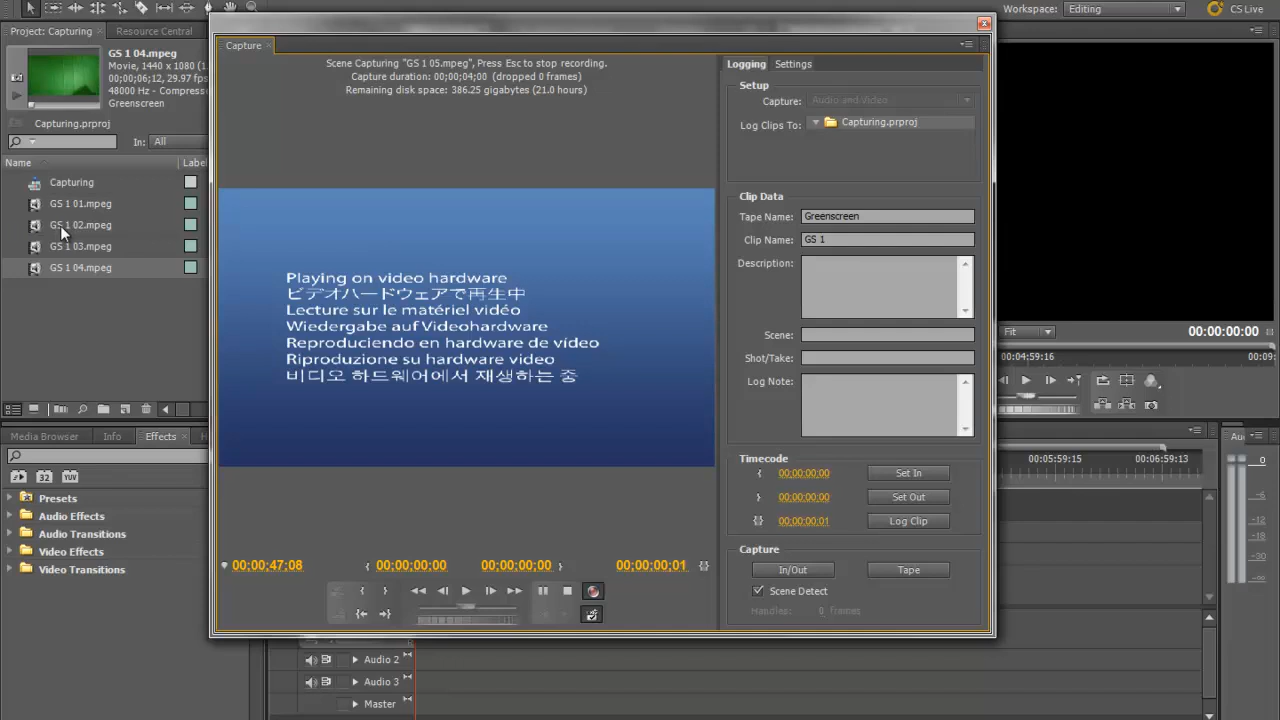 Workspace: Editing
CS Live
Project: Capturing ×
Resource Central
GS 1 04.mpeg
Movie, 1440 x 1080 (1.
00;00;06;12, 29.97 fps
48000 Hz - Compress
Greenscreen
Capturing.prproj
In: All
Name
Label
Capturing
GS 1 01.mpeg
GS 1 02.mpeg
GS 1 03.mpeg
GS 1 04.mpeg
Media Browser
Info
Effects ×
H
32
YUV
Presets
Audio Effects
Audio Transitions
Video Effects
Video Transitions
Capture ×
Scene Capturing "GS 1 05.mpeg", Press Esc to stop recording.
Capture duration: 00;00;04;00 (dropped 0 frames)
Remaining disk space: 386.25 gigabytes (21.0 hours)
Playing on video hardware
ビデオハードウェアで再生中
Lecture sur le matériel vidéo
Wiedergabe auf Videohardware
Reproduciendo en hardware de vídeo
Riproduzione su hardware video
비디오 하드웨어에서 재생하는 중
00;00;47;08
00;00;00;00
00;00;00;00
00;00;00;01
Logging
Settings
Setup
Capture: Audio and Video
Log Clips To: Capturing.prproj
Clip Data
Tape Name: Greenscreen
Clip Name: GS 1
Description:
Scene:
Shot/Take:
Log Note:
Timecode
00;00;00;00 Set In
00;00;00;00 Set Out
00;00;00;01 Log Clip
Capture
In/Out
Tape
Scene Detect
Handles: 0 frames
Fit
00:00:00:00
00:04:59:16
00:09:
00:05:59:15
00:06:59:13
Au
0
-6
-12
-18
-30
Audio 2
Audio 3
Master